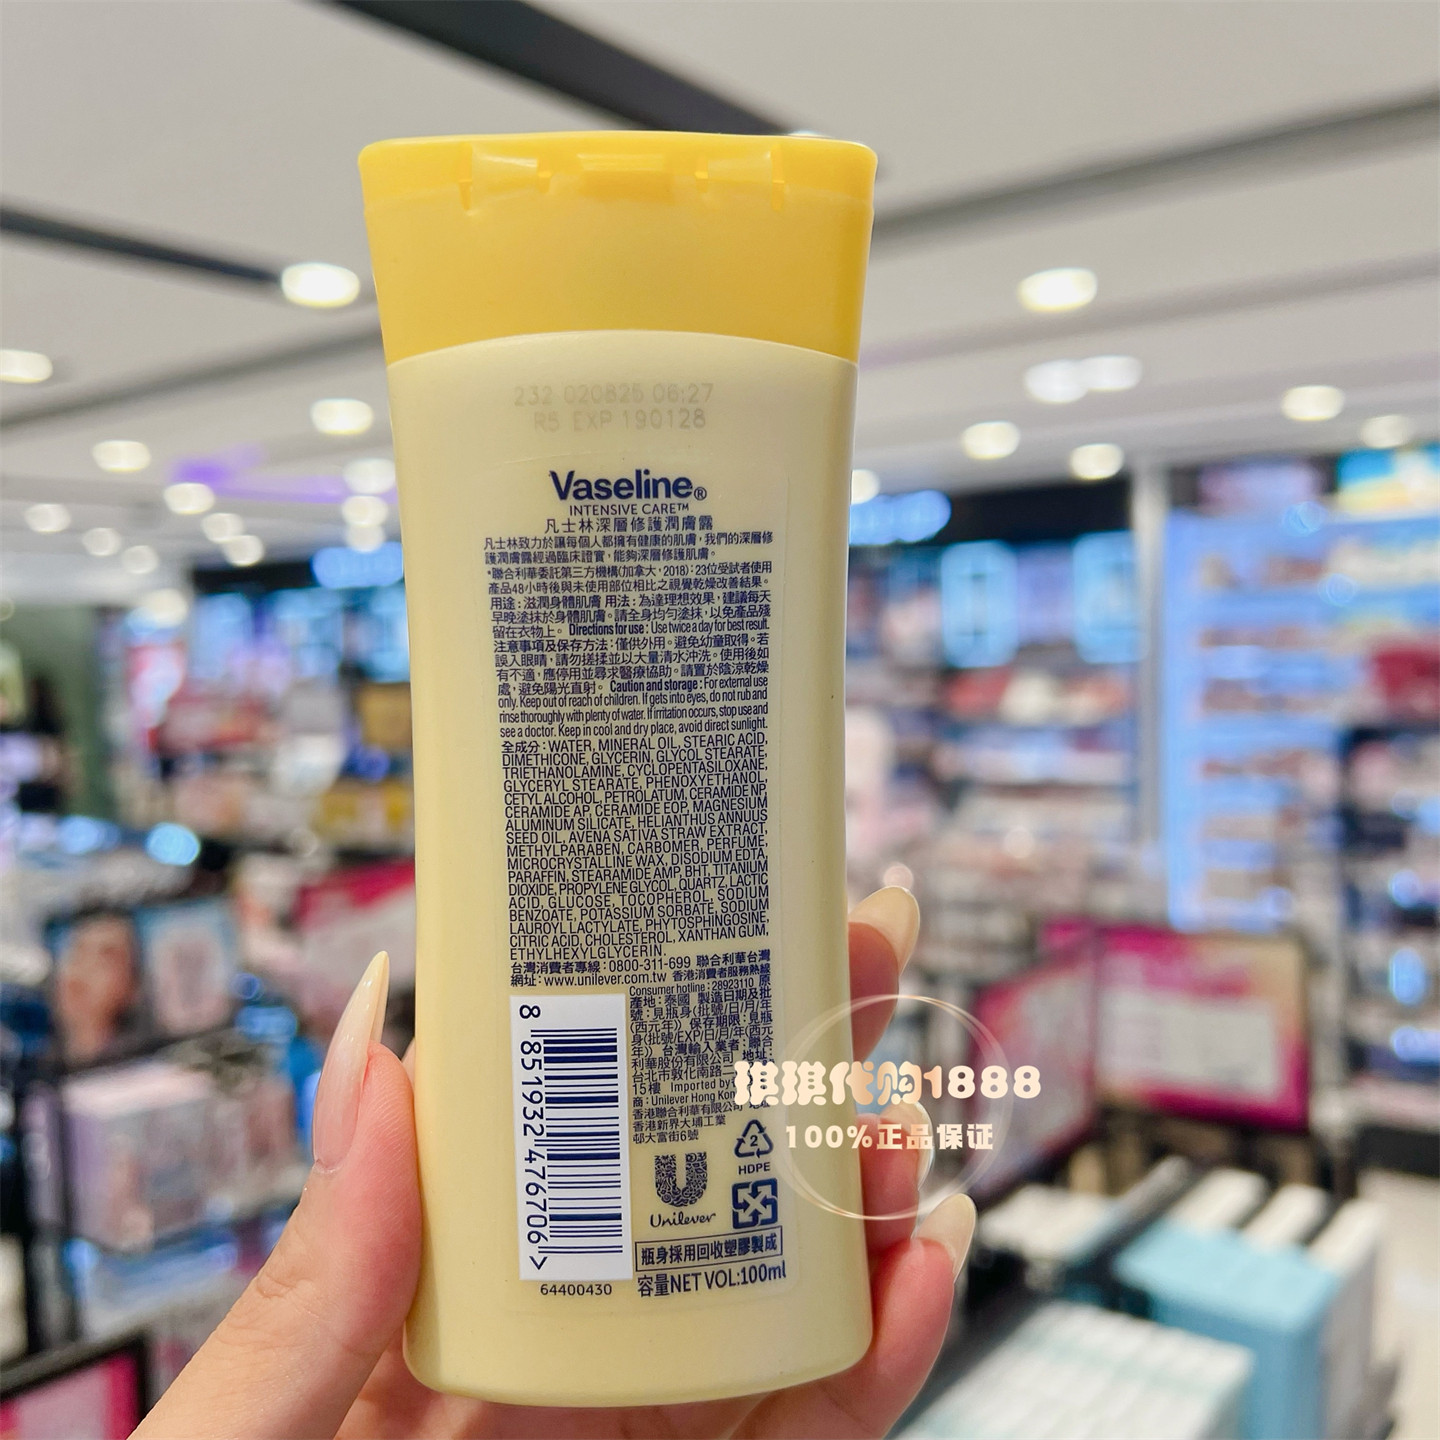 232 020825 06:27
R5 EXP 190128
Vaseline®
INTENSIVE CARE™
凡士林深層修護潤膚露
凡士林致力於讓每個人都擁有健康的肌膚，我們的深層修
護潤膚露經過臨床證實，能夠深層修護肌膚。
*聯合利華委託第三方機構(加拿大，2018)：23位受試者使用
產品48小時後與未使用部位相比之視覺乾燥改善結果。
用途：滋潤身體肌膚 用法：為達理想效果，建議每天
早晚塗抹於身體肌膚。請全身均勻塗抹，以免產品殘
留在衣物上。 Directions for use : Use twice a day for best result.
注意事項及保存方法：僅供外用。避免幼童取得。若
誤入眼睛，請勿搓揉並以大量清水沖洗。使用後如
有不適，應停用並尋求醫療協助。請置於陰涼乾燥
處，避免陽光直射。 Caution and storage : For external use
only. Keep out of reach of children. If gets into eyes, do not rub and
rinse thoroughly with plenty of water. If irritation occurs, stop use and
see a doctor. Keep in cool and dry place, avoid direct sunlight.
全成分：WATER, MINERAL OIL, STEARIC ACID,
DIMETHICONE, GLYCERIN, GLYCOL STEARATE,
TRIETHANOLAMINE, CYCLOPENTASILOXANE,
GLYCERYL STEARATE, PHENOXYETHANOL,
CETYL ALCOHOL, PETROLATUM, CERAMIDE NP,
CERAMIDE AP, CERAMIDE EOP, MAGNESIUM
ALUMINUM SILICATE, HELIANTHUS ANNUUS
SEED OIL, AVENA SATIVA STRAW EXTRACT,
METHYLPARABEN, CARBOMER, PERFUME,
MICROCRYSTALLINE WAX, DISODIUM EDTA,
PARAFFIN, STEARAMIDE AMP, BHT, TITANIUM
DIOXIDE, PROPYLENE GLYCOL, QUARTZ, LACTIC
ACID, GLUCOSE, TOCOPHEROL, SODIUM
BENZOATE, POTASSIUM SORBATE, SODIUM
LAUROYL LACTYLATE, PHYTOSPHINGOSINE,
CITRIC ACID, CHOLESTEROL, XANTHAN GUM,
ETHYLHEXYLGLYCERIN.
台灣消費者專線：0800-311-699 聯合利華台灣
網址：www.unilever.com.tw 香港消費者服務熱線
Consumer hotline : 28923110 原
產地：泰國 製造日期及批
號：見瓶身(批號/日/月/年
(西元年)) 保存期限：見瓶
身(批號/EXP/日/月/年(西元
年)) 台灣輸入業者：聯合
利華股份有限公司 地址：
台北市敦化南路二
15樓 Imported by
商：Unilever Hong Kon
香港聯合利華有限公司 地址
香港新界大埔工業
邨大富街6號
8 851932 476706 >
64400430
2
HDPE
Unilever
瓶身採用回收塑膠製成
容量NET VOL:100ml
琪琪代购1888
100%正品保证